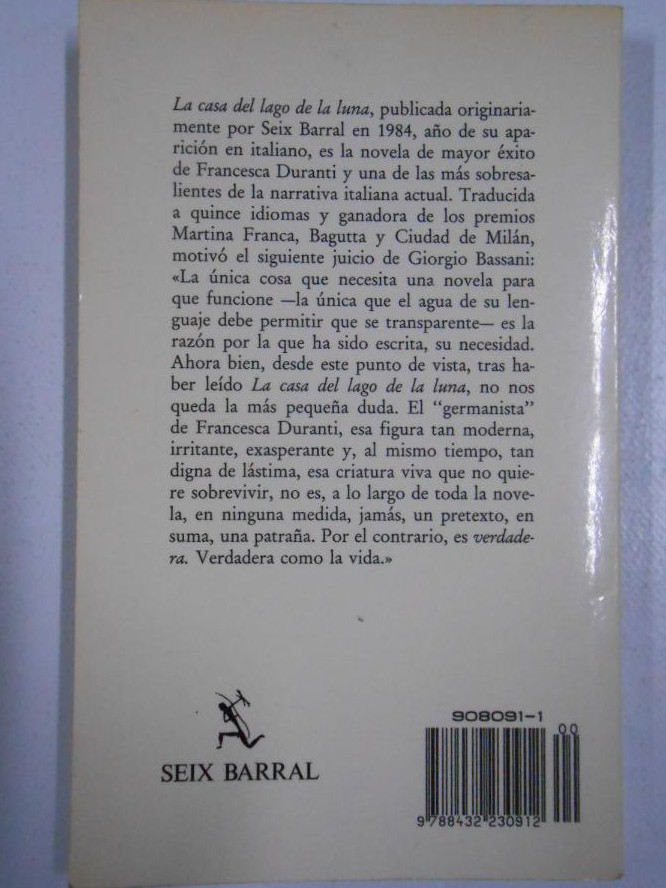 La casa del lago de la luna, publicada originaria-
mente por Seix Barral en 1984, año de su apa-
rición en italiano, es la novela de mayor éxito
de Francesca Duranti y una de las más sobresa-
lientes de la narrativa italiana actual. Traducida
a quince idiomas y ganadora de los premios
Martina Franca, Bagutta y Ciudad de Milán,
motivó el siguiente juicio de Giorgio Bassani:
«La única cosa que necesita una novela para
que funcione —la única que el agua de su len-
guaje debe permitir que se transparente— es la
razón por la que ha sido escrita, su necesidad.
Ahora bien, desde este punto de vista, tras ha-
ber leído La casa del lago de la luna, no nos
queda la más pequeña duda. El "germanista"
de Francesca Duranti, esa figura tan moderna,
irritante, exasperante y, al mismo tiempo, tan
digna de lástima, esa criatura viva que no quie-
re sobrevivir, no es, a lo largo de toda la nove-
la, en ninguna medida, jamás, un pretexto, en
suma, una patraña. Por el contrario, es verdade-
ra. Verdadera como la vida.»
SEIX BARRAL
908091-1
00
9 788432 230912